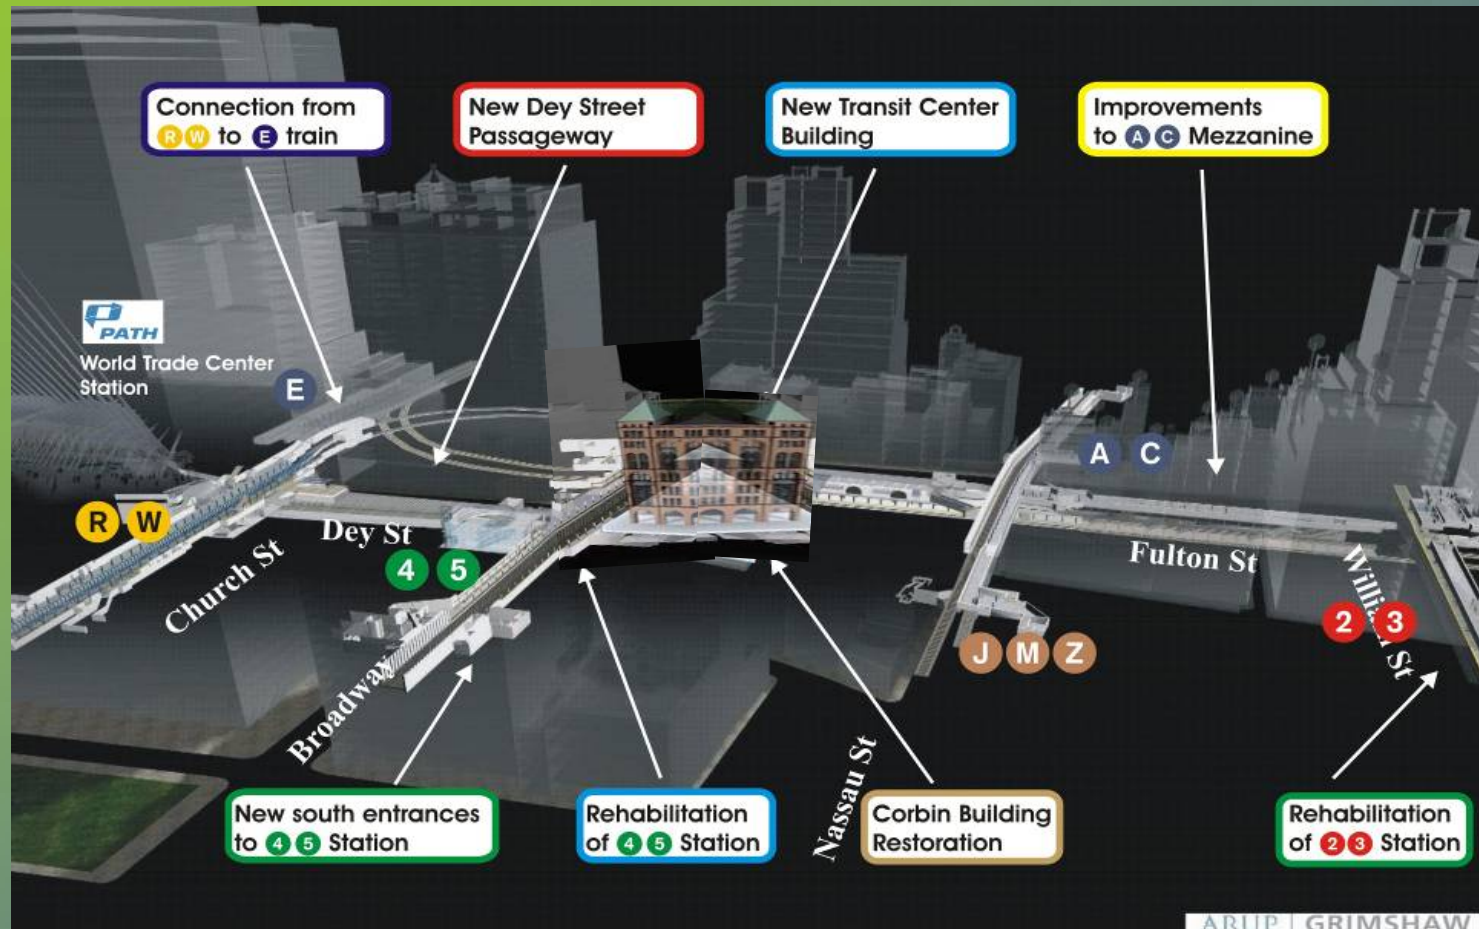 Connection from
R W to E train
New Dey Street
Passageway
New Transit Center
Building
Improvements
to A C Mezzanine
PATH
World Trade Center
Station
E
A C
R W
Dey St
Church St
4 5
Fulton St
William St
2 3
J M Z
Broadway
Nassau St
New south entrances
to 4 5 Station
Rehabilitation
of 4 5 Station
Corbin Building
Restoration
Rehabilitation
of 2 3 Station
ARUP GRIMSHAW